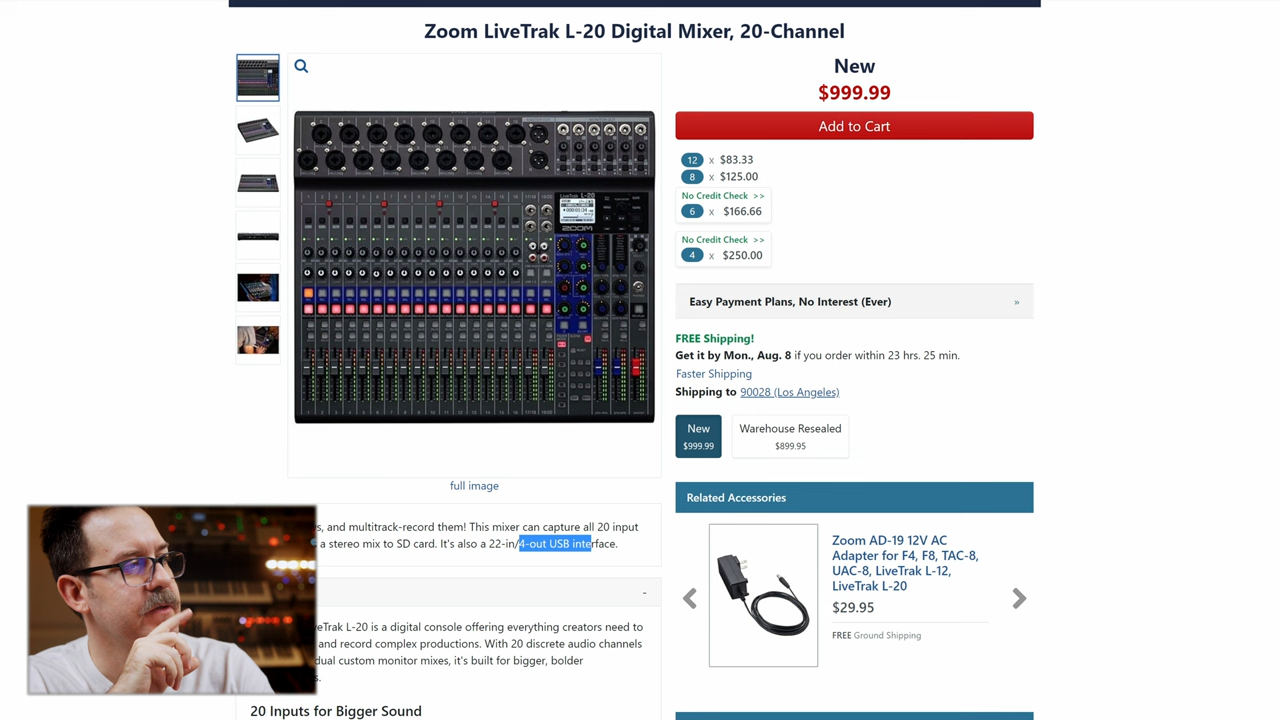 Zoom LiveTrak L-20 Digital Mixer, 20-Channel
New
$999.99
Add to Cart
12 x $83.33
8 x $125.00
No Credit Check >>
6 x $166.66
No Credit Check >>
4 x $250.00
Easy Payment Plans, No Interest (Ever) »
FREE Shipping!
Get it by Mon., Aug. 8 if you order within 23 hrs. 25 min.
Faster Shipping
Shipping to 90028 (Los Angeles)
New
$999.99
Warehouse Resealed
$899.95
LiveTrak L-20
ZOOM
full image
, and multitrack-record them! This mixer can capture all 20 input
a stereo mix to SD card. It's also a 22-in/4-out USB interface.
-
is a digital console offering everything creators need to
and record complex productions. With 20 discrete audio channels
custom monitor mixes, it's built for bigger, bolder
20 Inputs for Bigger Sound
Related Accessories
Zoom AD-19 12V AC
Adapter for F4, F8, TAC-8,
UAC-8, LiveTrak L-12,
LiveTrak L-20
$29.95
FREE Ground Shipping